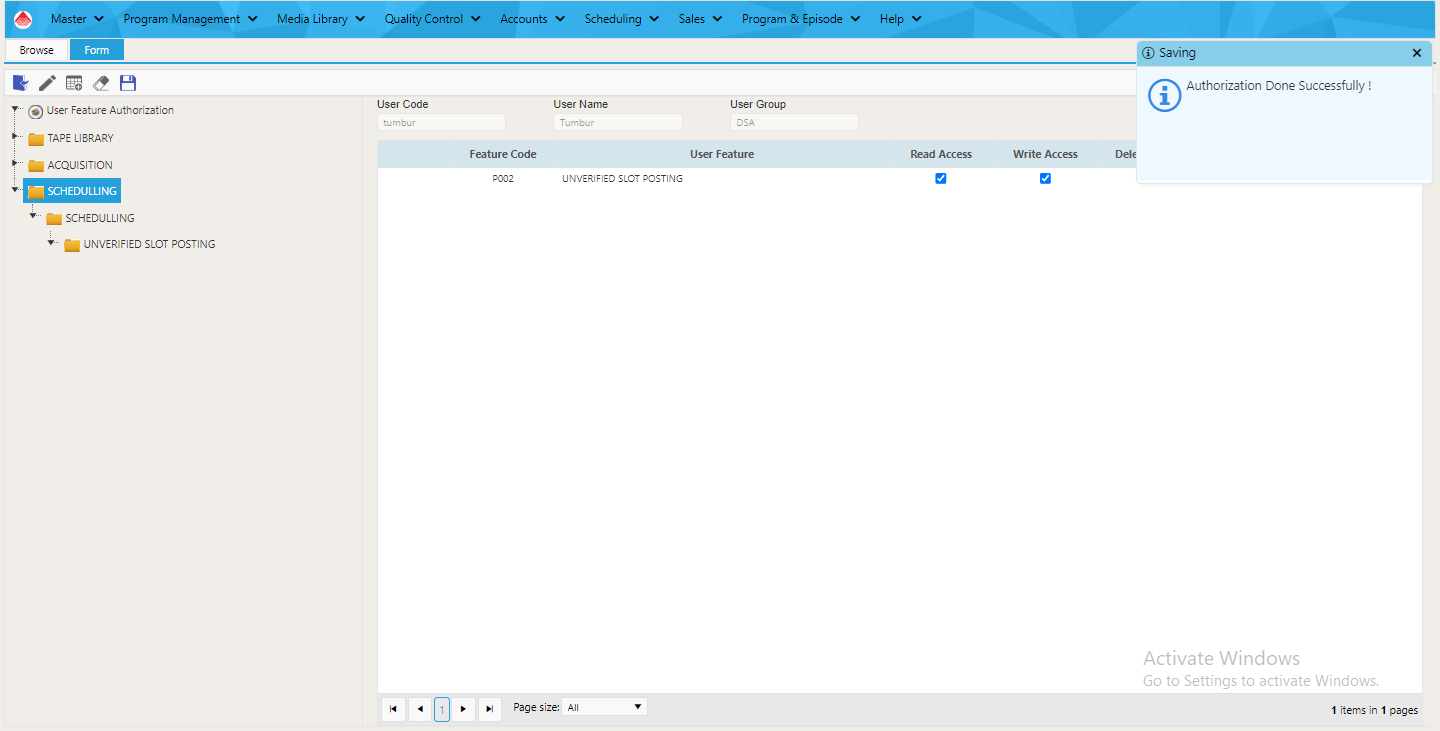 Master Program Management Media Library Quality Control Accounts Scheduling Sales Program & Episode Help
Browse Form
Saving
Authorization Done Successfully !
User Feature Authorization
TAPE LIBRARY
ACQUISITION
SCHEDULLING
SCHEDULLING
UNVERIFIED SLOT POSTING
User Code User Name User Group
tumbur Tumbur DSA
Feature Code User Feature Read Access Write Access Dele
P002 UNVERIFIED SLOT POSTING
Activate Windows
Go to Settings to activate Windows.
1 Page size: All 1 items in 1 pages